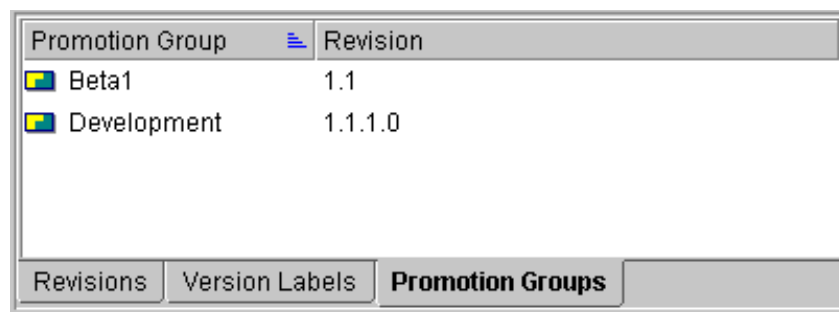 Promotion Group Revision
Beta1 1.1
Development 1.1.1.0
Revisions Version Labels Promotion Groups